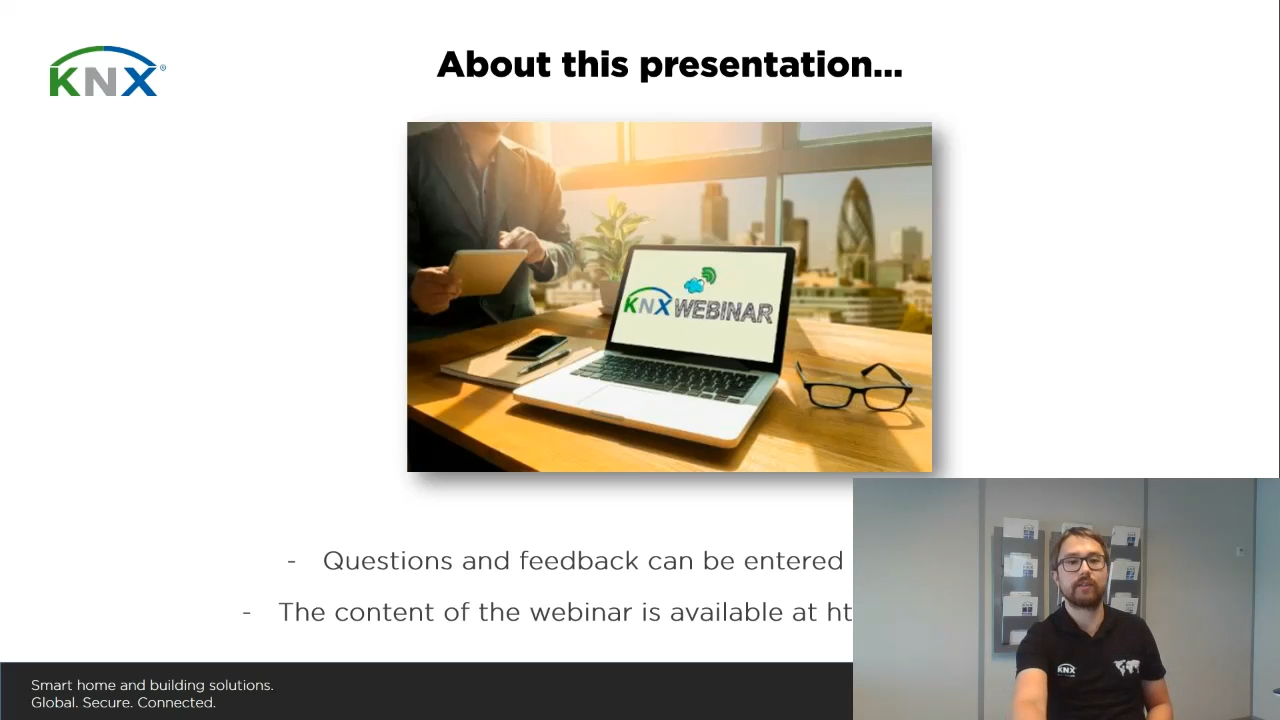 KNX®
About this presentation...
KNX WEBINAR
- Questions and feedback can be entered
- The content of the webinar is available at ht
Smart home and building solutions.
Global. Secure. Connected.
KNX